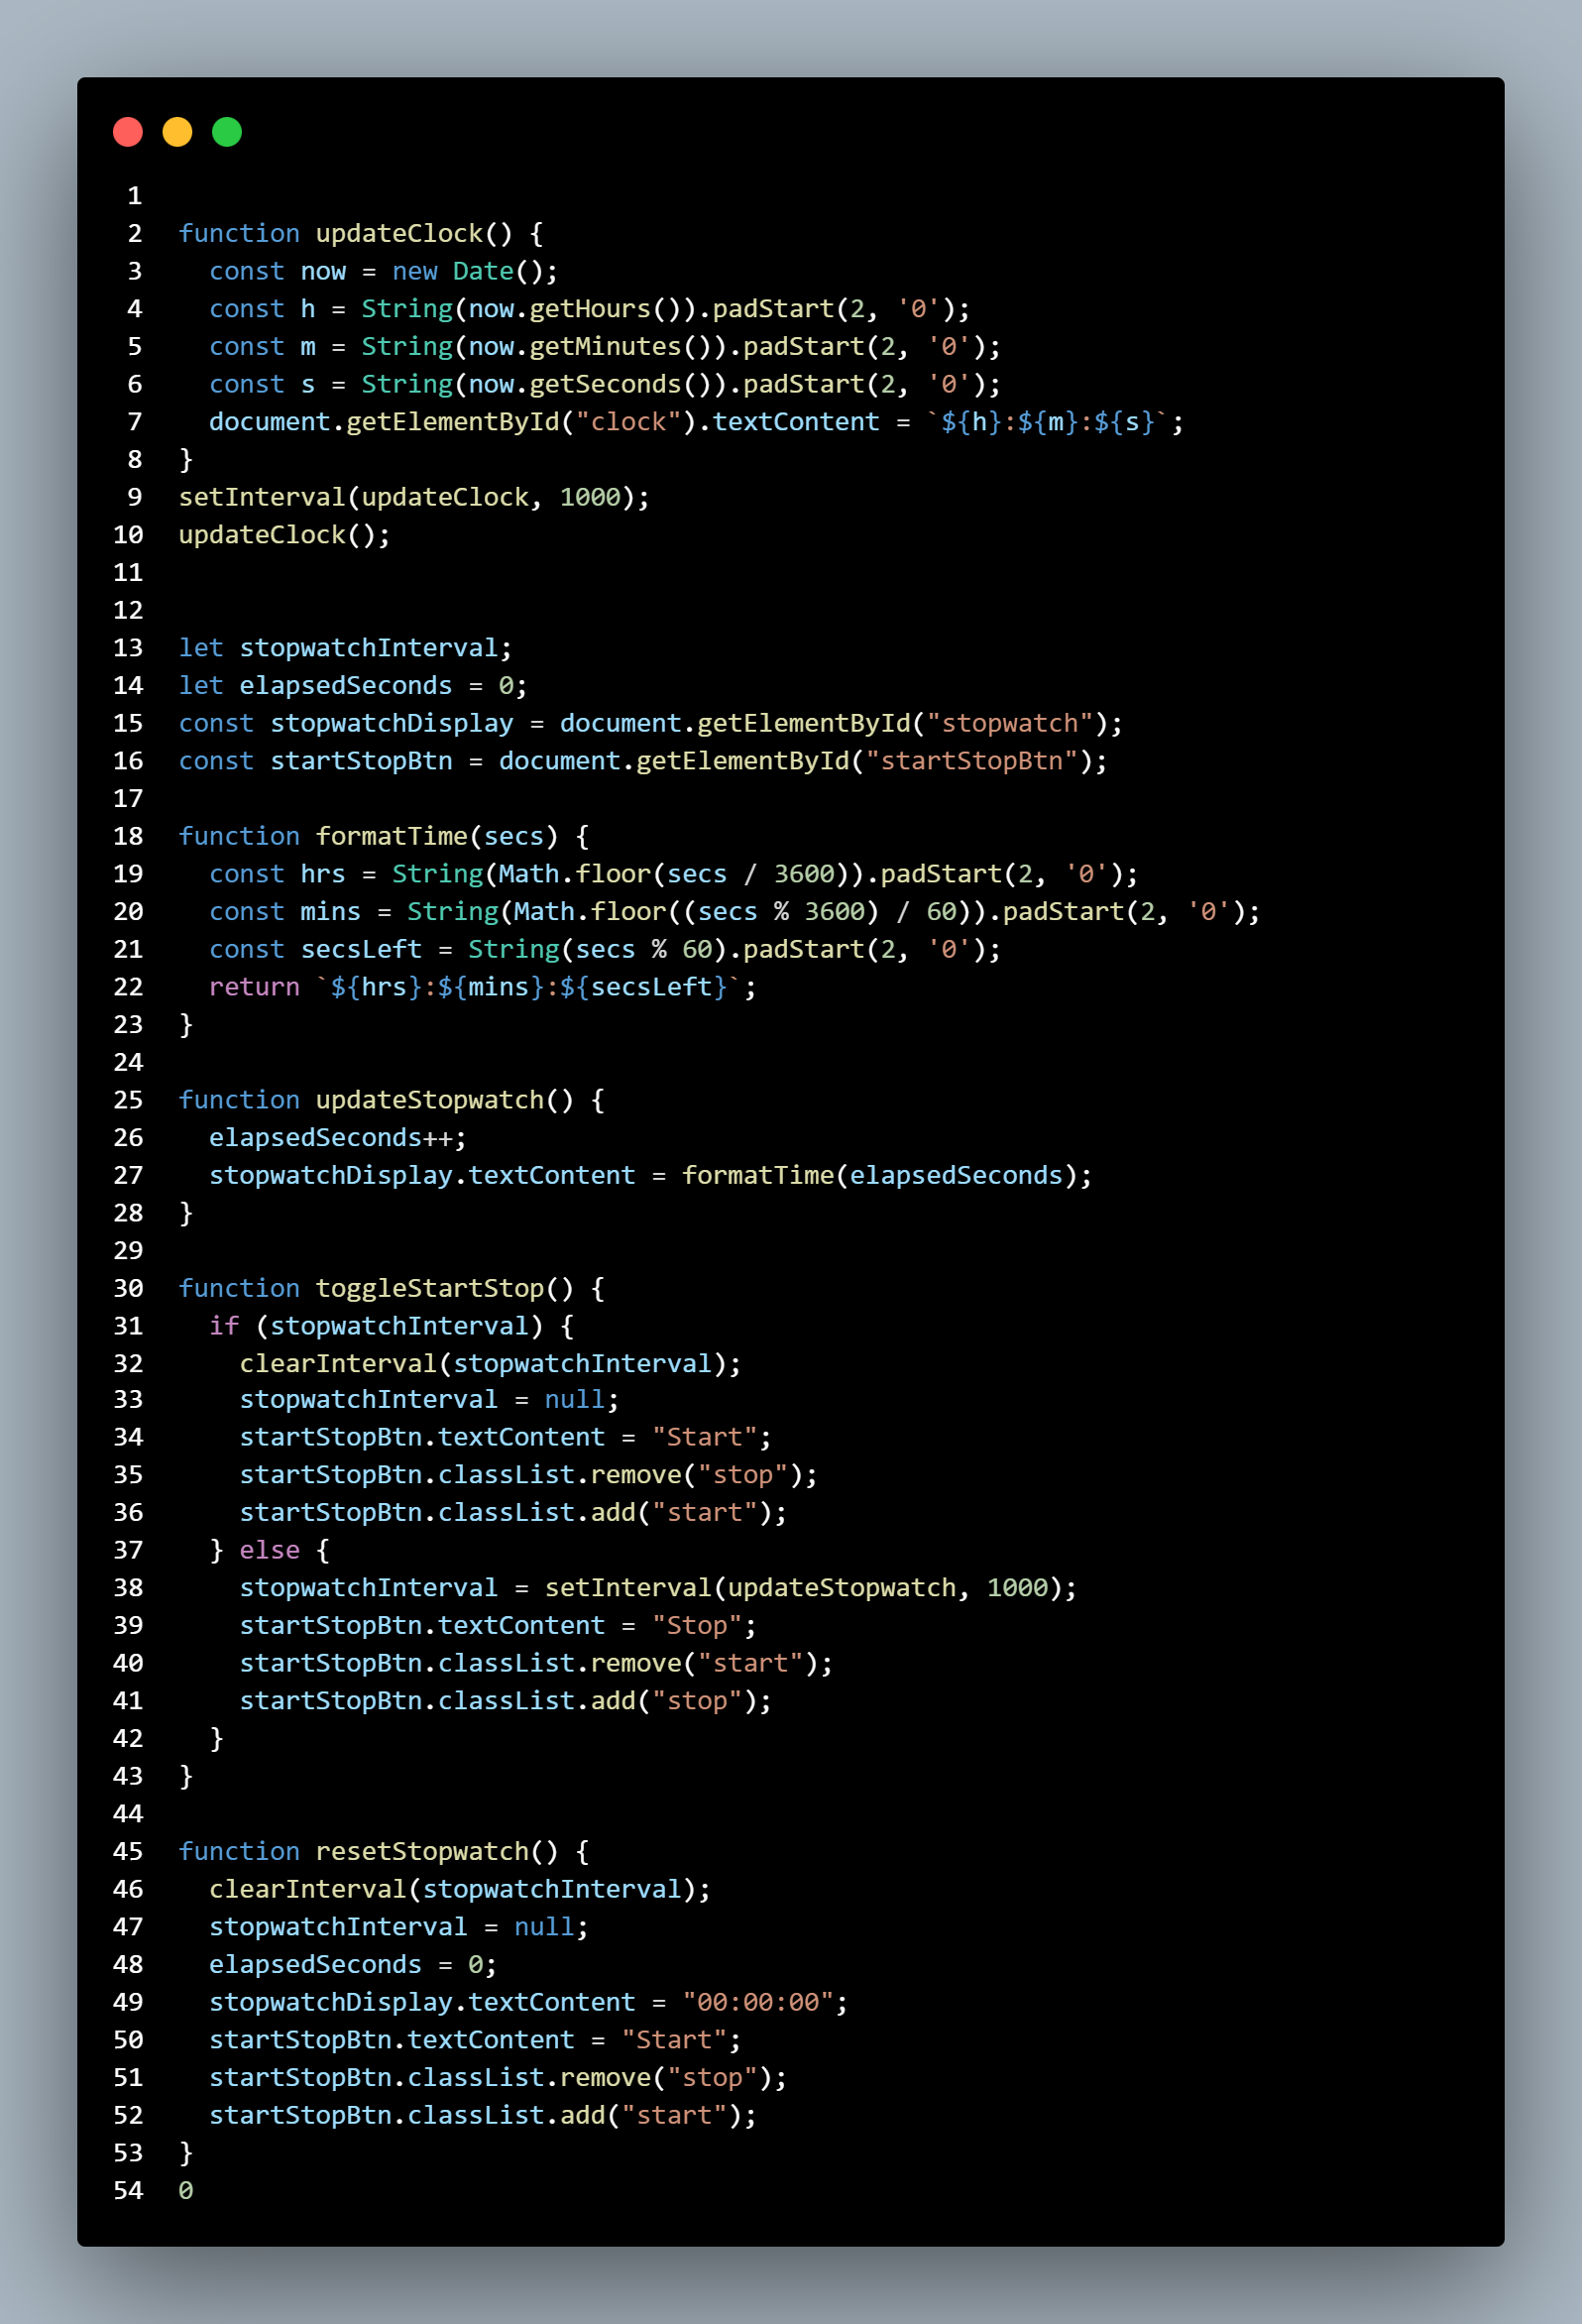 1
2 function updateClock() {
3   const now = new Date();
4   const h = String(now.getHours()).padStart(2, '0');
5   const m = String(now.getMinutes()).padStart(2, '0');
6   const s = String(now.getSeconds()).padStart(2, '0');
7   document.getElementById("clock").textContent = `${h}:${m}:${s}`;
8 }
9 setInterval(updateClock, 1000);
10 updateClock();
11
12
13 let stopwatchInterval;
14 let elapsedSeconds = 0;
15 const stopwatchDisplay = document.getElementById("stopwatch");
16 const startStopBtn = document.getElementById("startStopBtn");
17
18 function formatTime(secs) {
19   const hrs = String(Math.floor(secs / 3600)).padStart(2, '0');
20   const mins = String(Math.floor((secs % 3600) / 60)).padStart(2, '0');
21   const secsLeft = String(secs % 60).padStart(2, '0');
22   return `${hrs}:${mins}:${secsLeft}`;
23 }
24
25 function updateStopwatch() {
26   elapsedSeconds++;
27   stopwatchDisplay.textContent = formatTime(elapsedSeconds);
28 }
29
30 function toggleStartStop() {
31   if (stopwatchInterval) {
32     clearInterval(stopwatchInterval);
33     stopwatchInterval = null;
34     startStopBtn.textContent = "Start";
35     startStopBtn.classList.remove("stop");
36     startStopBtn.classList.add("start");
37   } else {
38     stopwatchInterval = setInterval(updateStopwatch, 1000);
39     startStopBtn.textContent = "Stop";
40     startStopBtn.classList.remove("start");
41     startStopBtn.classList.add("stop");
42   }
43 }
44
45 function resetStopwatch() {
46   clearInterval(stopwatchInterval);
47   stopwatchInterval = null;
48   elapsedSeconds = 0;
49   stopwatchDisplay.textContent = "00:00:00";
50   startStopBtn.textContent = "Start";
51   startStopBtn.classList.remove("stop");
52   startStopBtn.classList.add("start");
53 }
54 0